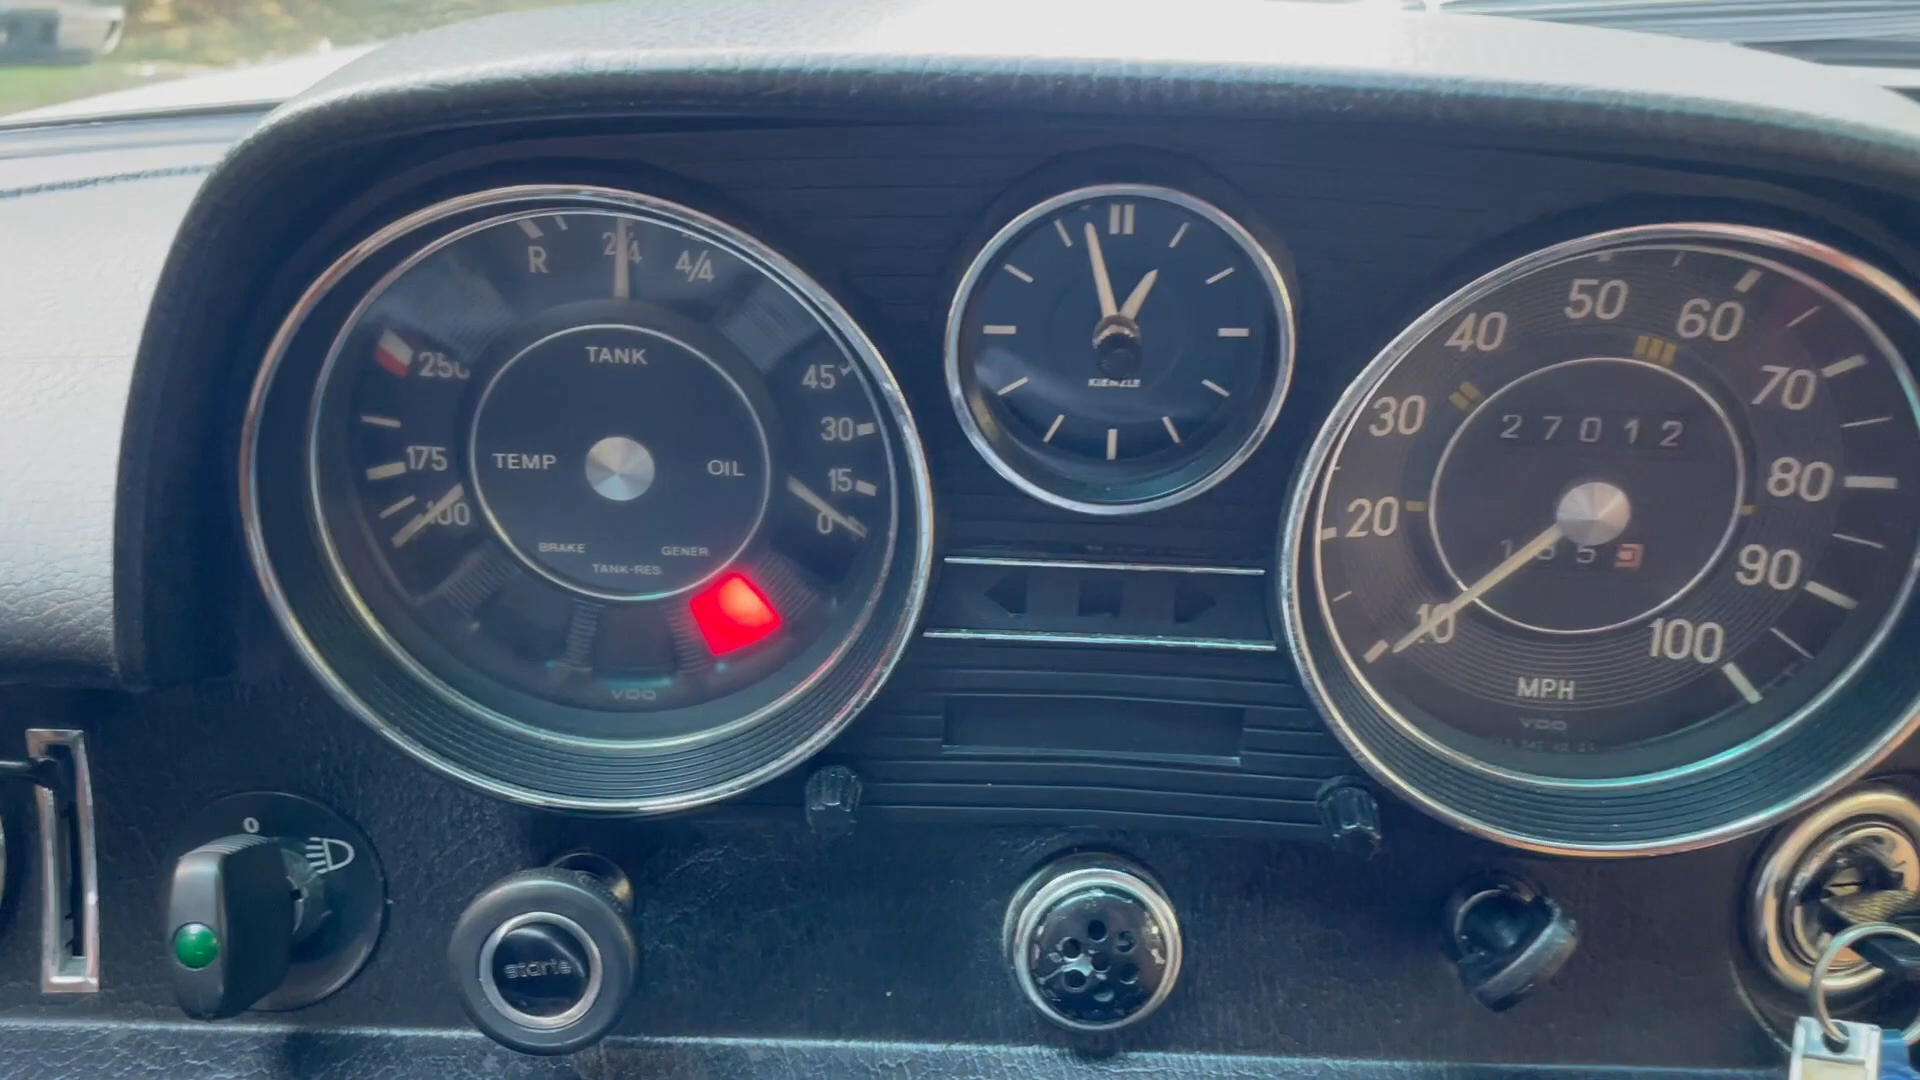 R 2/4 4/4
TANK
250
175
100
TEMP
OIL
45
30
15
0
BRAKE
GENER.
TANK-RES.
VDO
KIENZLE
10
20
30
40
50
60
70
80
90
100
27012
MPH
VDO
0